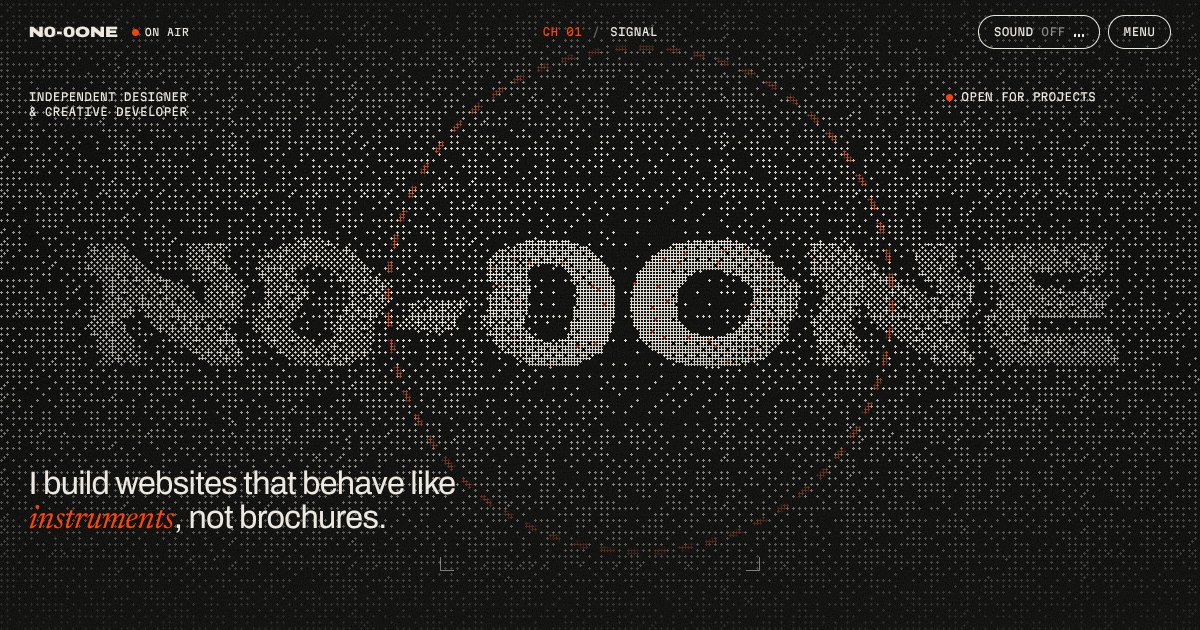 NO-OONE
ON AIR
CH 01 / SIGNAL
SOUND OFF ...
MENU
INDEPENDENT DESIGNER
& CREATIVE DEVELOPER
OPEN FOR PROJECTS
NO-OONE
I build websites that behave like
instruments, not brochures.